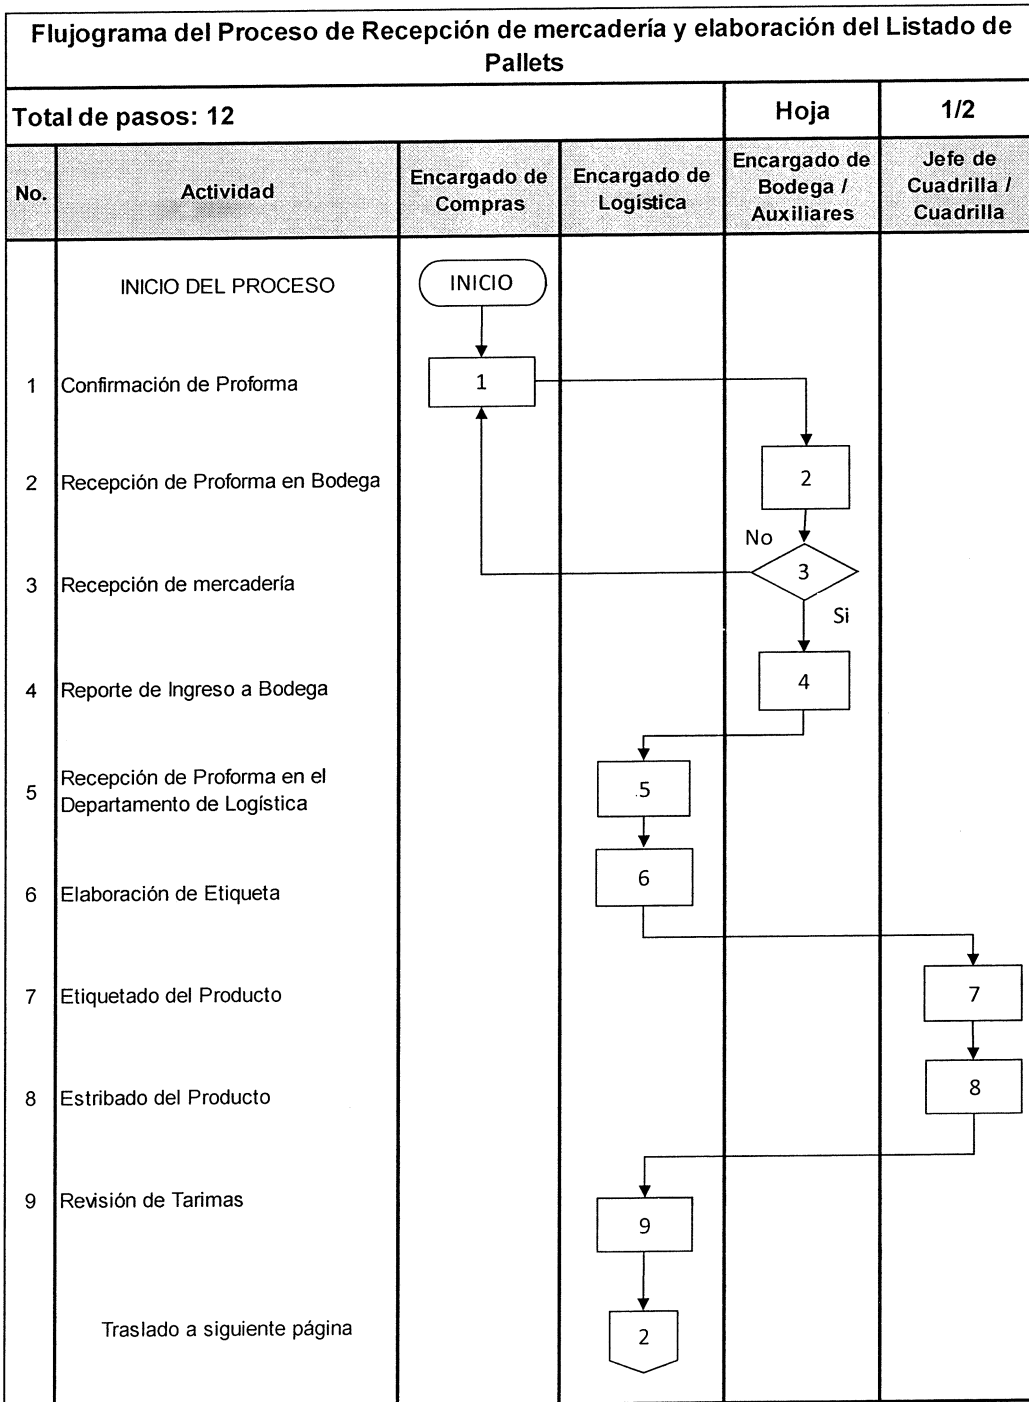 Flujograma del Proceso de Recepción de mercadería y elaboración del Listado de
Pallets
Total de pasos: 12
Hoja
1/2
No.
Actividad
Encargado de
Compras
Encargado de
Logística
Encargado de
Bodega /
Auxiliares
Jefe de
Cuadrilla /
Cuadrilla
INICIO DEL PROCESO
INICIO
1
Confirmación de Proforma
1
2
Recepción de Proforma en Bodega
2
No
3
Recepción de mercadería
3
Si
4
Reporte de Ingreso a Bodega
4
5
Recepción de Proforma en el
Departamento de Logística
5
6
Elaboración de Etiqueta
6
7
Etiquetado del Producto
7
8
Estribado del Producto
8
9
Revisión de Tarimas
9
Traslado a siguiente página
2